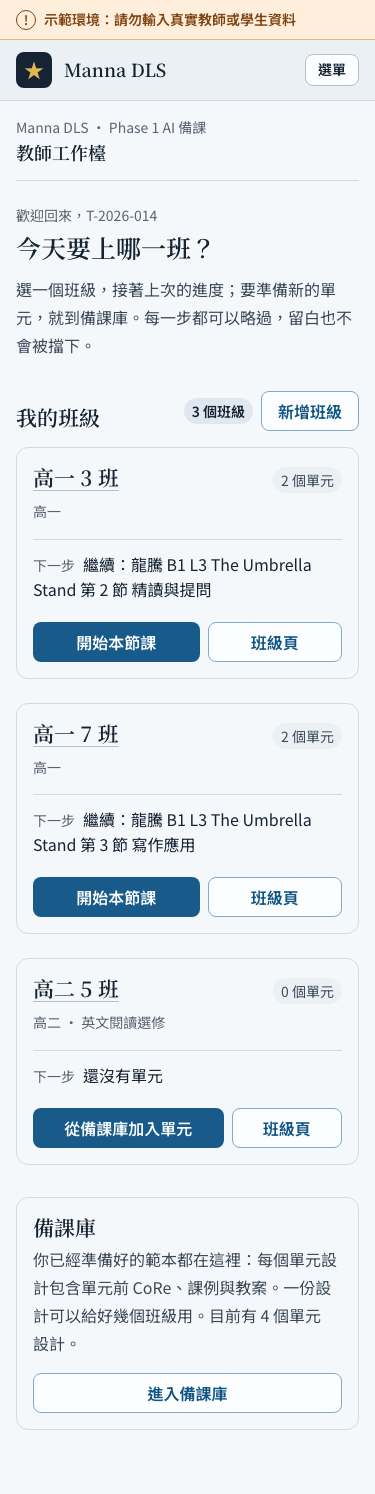 示範環境：請勿輸入真實教師或學生資料
Manna DLS
選單
Manna DLS · Phase 1 AI 備課
教師工作檯
歡迎回來，T-2026-014
今天要上哪一班？
選一個班級，接著上次的進度；要準備新的單
元，就到備課庫。每一步都可以略過，留白也不
會被擋下。
我的班級
3 個班級
新增班級
高一 3 班
2 個單元
高一
下一步 繼續：龍騰 B1 L3 The Umbrella
Stand 第 2 節 精讀與提問
開始本節課
班級頁
高一 7 班
2 個單元
高一
下一步 繼續：龍騰 B1 L3 The Umbrella
Stand 第 3 節 寫作應用
開始本節課
班級頁
高二 5 班
0 個單元
高二 · 英文閱讀選修
下一步 還沒有單元
從備課庫加入單元
班級頁
備課庫
你已經準備好的範本都在這裡：每個單元設
計包含單元前 CoRe、課例與教案。一份設
計可以給好幾個班級用。目前有 4 個單元
設計。
進入備課庫